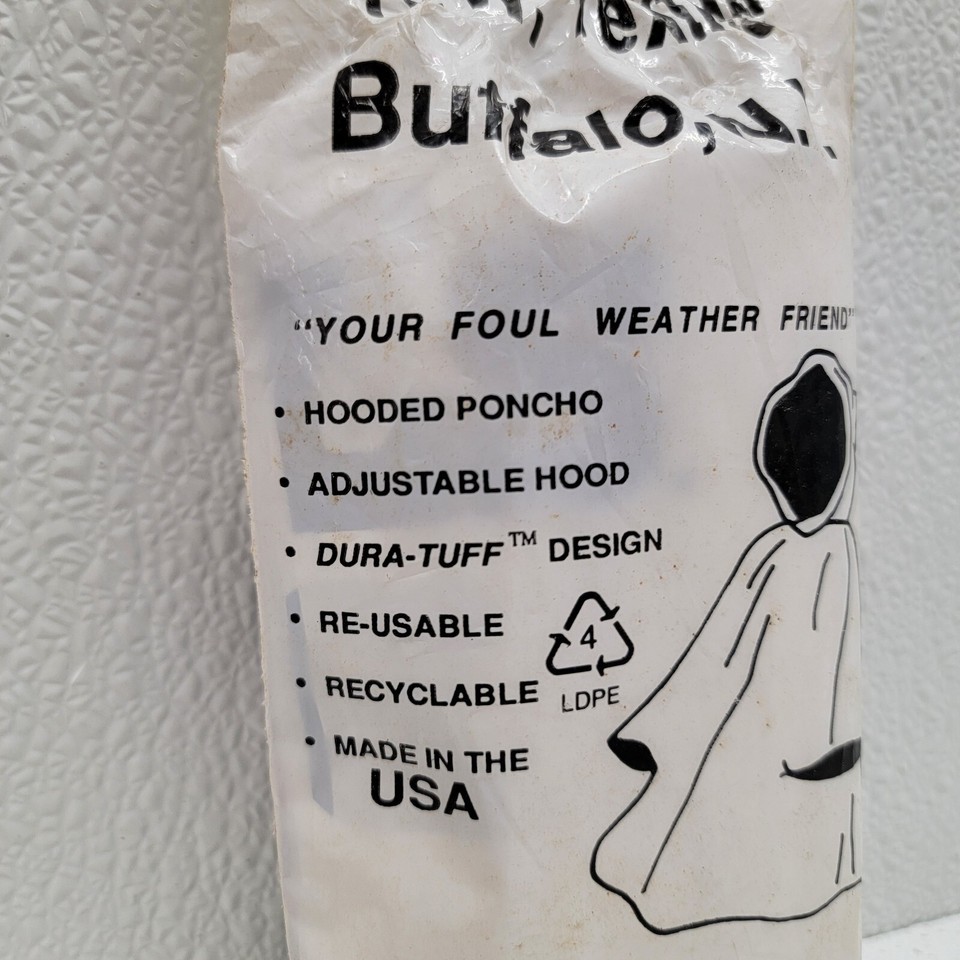 Buffalo, N.
"YOUR FOUL WEATHER FRIEND"
• HOODED PONCHO
• ADJUSTABLE HOOD
• DURA-TUFF™ DESIGN
• RE-USABLE
4
• RECYCLABLE
LDPE
• MADE IN THE
USA